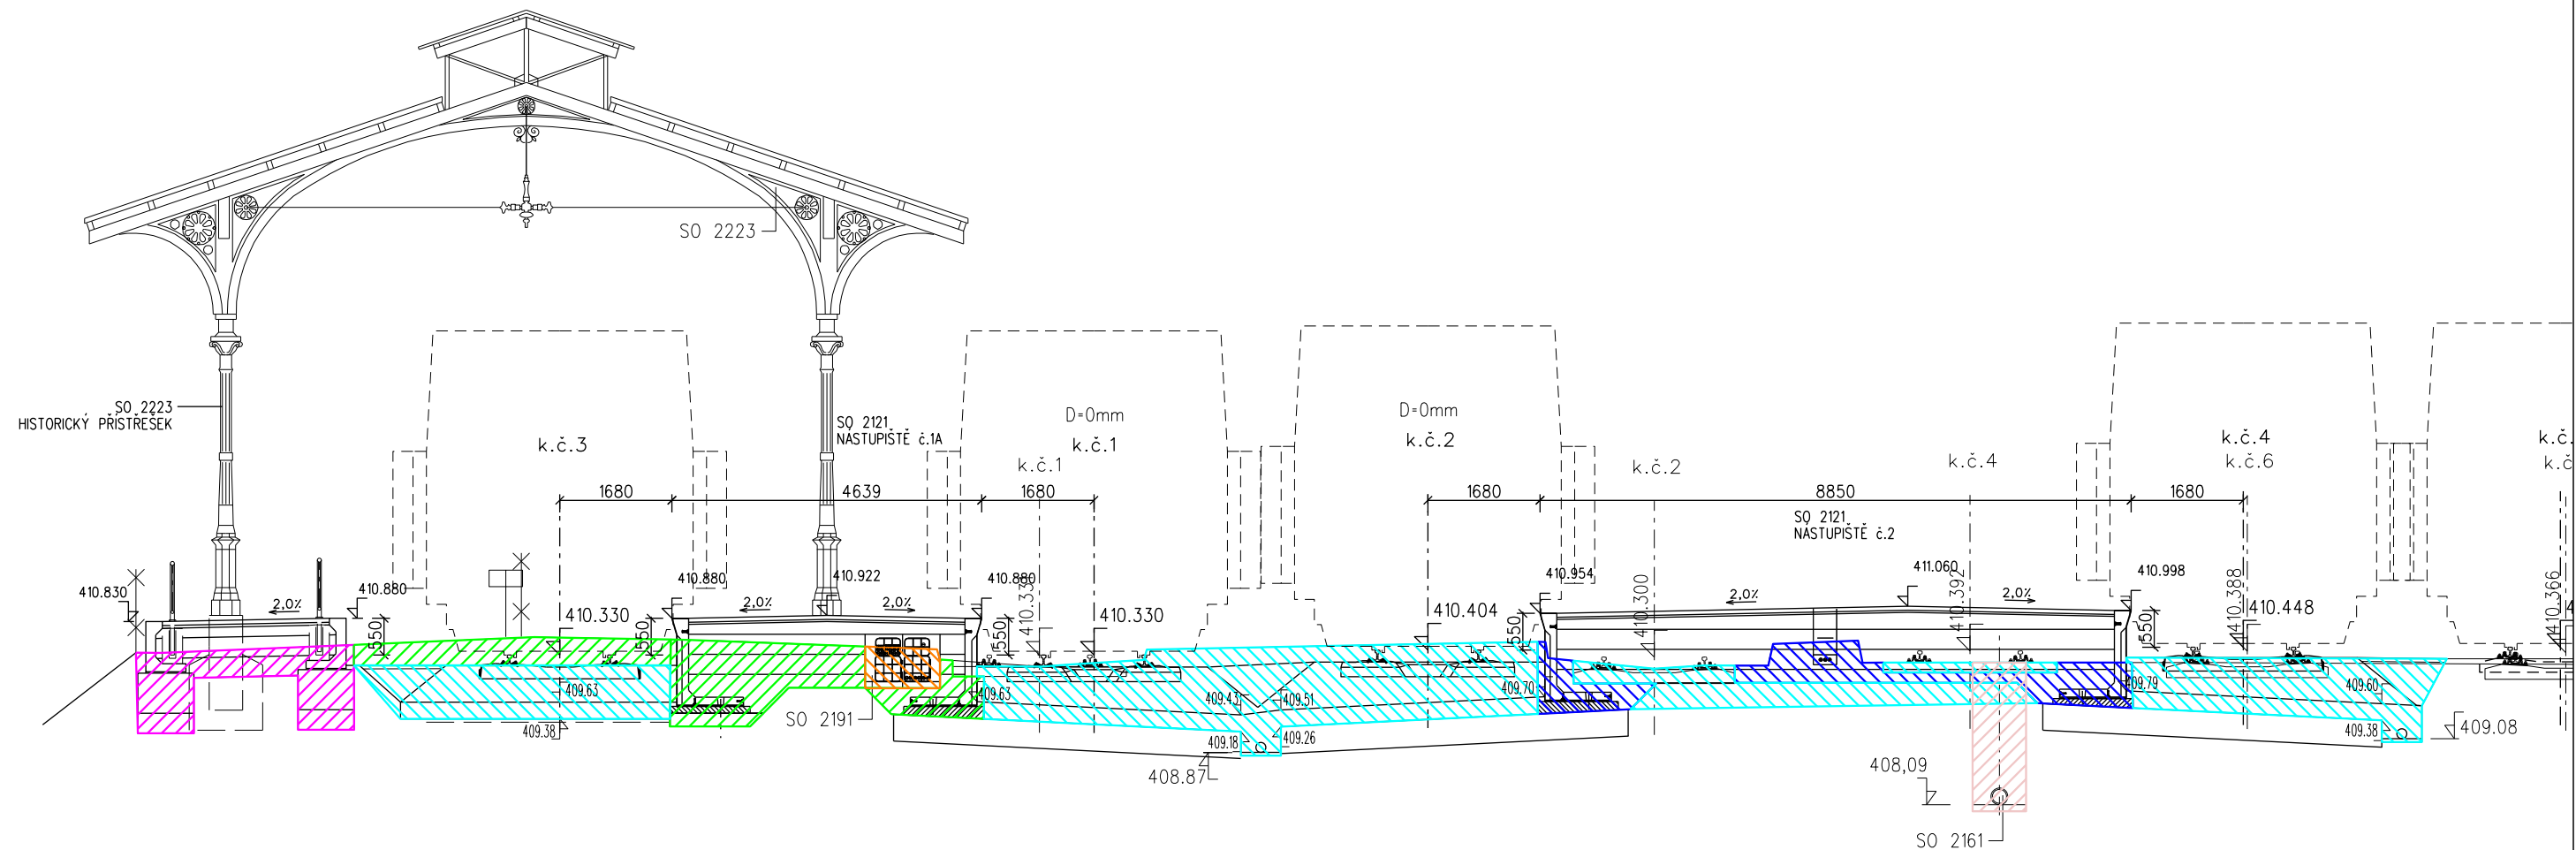 SO 2223
SO 2223
HISTORICKÝ PŘÍSTŘEŠEK
SO 2121
NÁSTUPIŠTĚ č.1A
k.č.3
D=0mm
k.č.1
k.č.1
D=0mm
k.č.2
k.č.2
k.č.4
k.č.4
k.č.6
1680
4639
1680
1680
8850
1680
SO 2121
NÁSTUPIŠTĚ č.2
410.830
2,0%
410.880
550
410.330
550
410.880
2,0%
410.922
2,0%
410.880
550
410.330
410.404
550
410.954
410.300
2,0%
411.060
410.392
2,0%
410.998
550
410.388
410.448
410.366
409.63
409.38
SO 2191
409.63
409.43
409.51
409.18
409.26
408.87
409.70
409.79
409.60
409.38
409.08
408,09
SO 2161